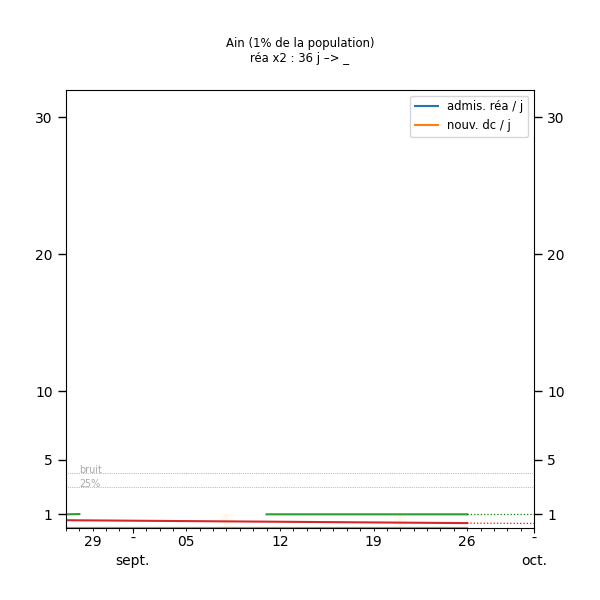 Ain (1% de la population)
réa x2 : 36 j –> _
admis. réa / j
nouv. dc / j
30 30
20 20
10 10
5 5
bruit
25%
1 1
29 - 05 12 19 26 -
sept. oct.